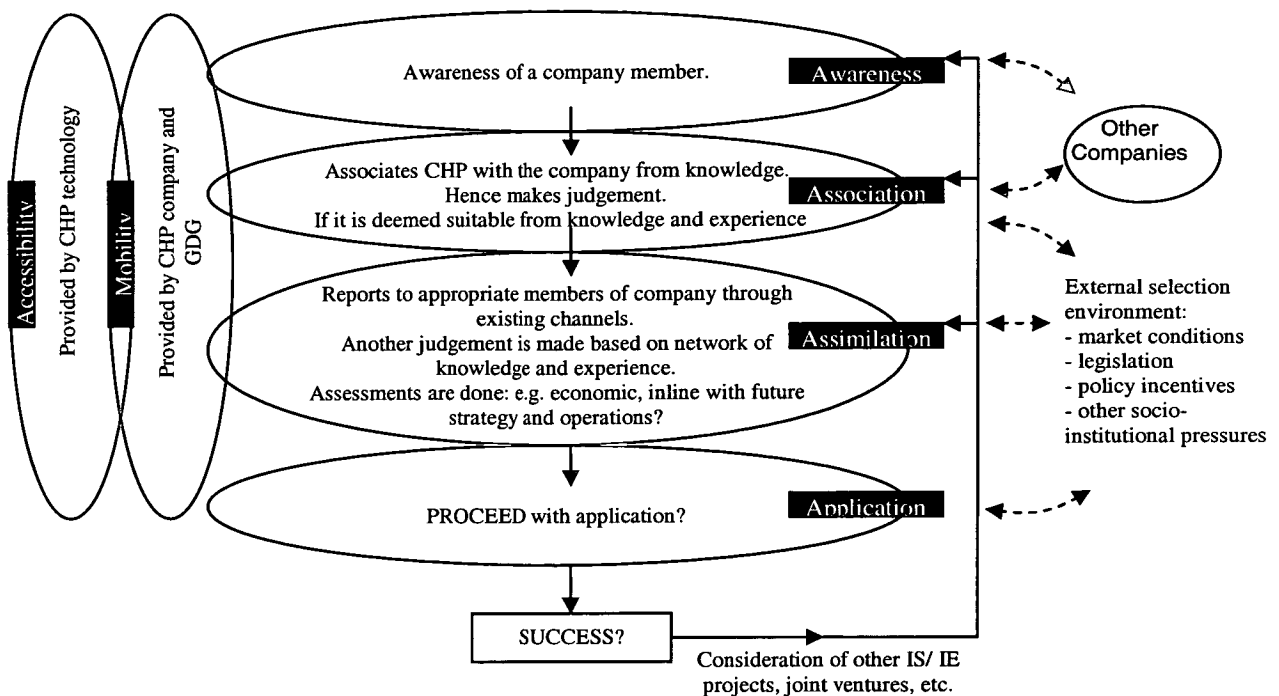 Accessibility
Provided by CHP technology
Mobility
Provided by CHP company and
GDG
Awareness of a company member.
Awareness
Associates CHP with the company from knowledge.
Hence makes judgement.
If it is deemed suitable from knowledge and experience
Association
Reports to appropriate members of company through
existing channels.
Another judgement is made based on network of
knowledge and experience.
Assessments are done: e.g. economic, inline with future
strategy and operations?
Assimilation
PROCEED with application?
Application
SUCCESS?
Consideration of other IS/ IE
projects, joint ventures, etc.
Other
Companies
External selection
environment:
- market conditions
- legislation
- policy incentives
- other socio-
institutional pressures